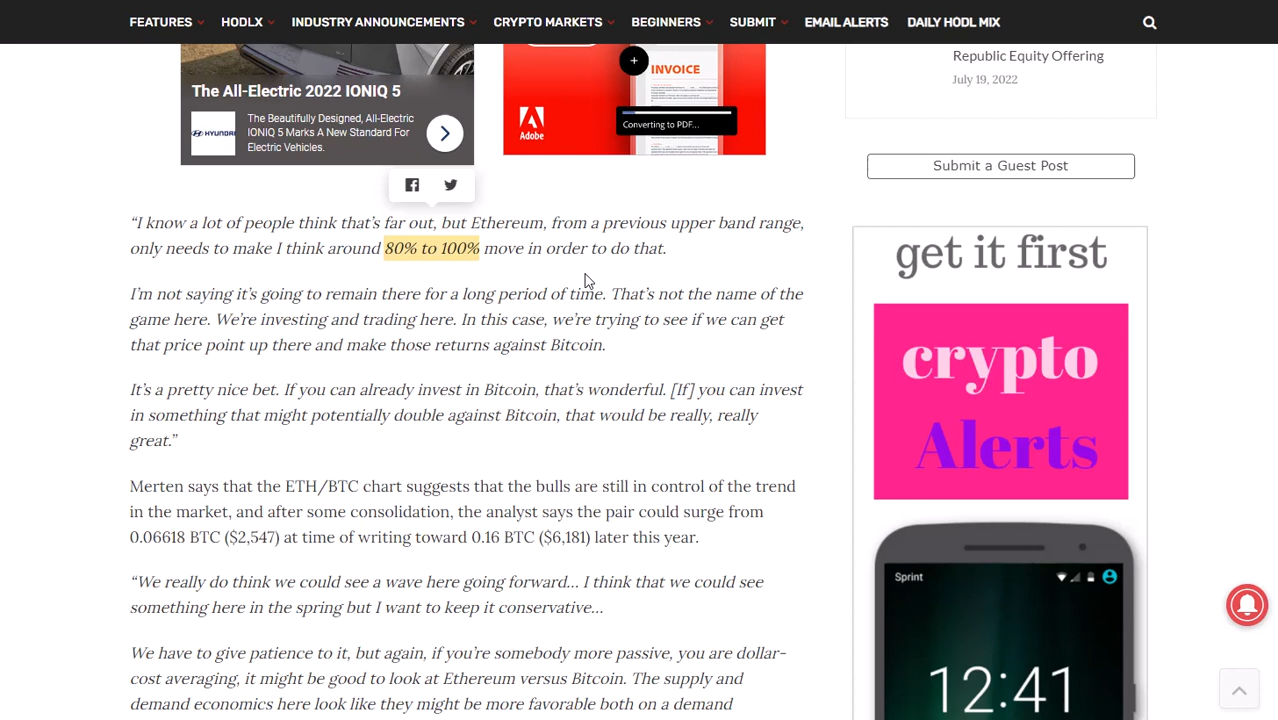 FEATURES HODLX INDUSTRY ANNOUNCEMENTS CRYPTO MARKETS BEGINNERS SUBMIT EMAIL ALERTS DAILY HODL MIX
The All-Electric 2022 IONIQ 5
HYUNDAI
The Beautifully Designed, All-Electric
IONIQ 5 Marks A New Standard For
Electric Vehicles.
INVOICE
Converting to PDF...
Adobe
Republic Equity Offering
July 19, 2022
Submit a Guest Post
“I know a lot of people think that’s far out, but Ethereum, from a previous upper band range,
only needs to make I think around 80% to 100% move in order to do that.
I’m not saying it’s going to remain there for a long period of time. That’s not the name of the
game here. We’re investing and trading here. In this case, we’re trying to see if we can get
that price point up there and make those returns against Bitcoin.
It’s a pretty nice bet. If you can already invest in Bitcoin, that’s wonderful. [If] you can invest
in something that might potentially double against Bitcoin, that would be really, really
great.”
Merten says that the ETH/BTC chart suggests that the bulls are still in control of the trend
in the market, and after some consolidation, the analyst says the pair could surge from
0.06618 BTC ($2,547) at time of writing toward 0.16 BTC ($6,181) later this year.
“We really do think we could see a wave here going forward… I think that we could see
something here in the spring but I want to keep it conservative…
We have to give patience to it, but again, if you’re somebody more passive, you are dollar-
cost averaging, it might be good to look at Ethereum versus Bitcoin. The supply and
demand economics here look like they might be more favorable both on a demand
get it first
crypto
Alerts
Sprint
12:41